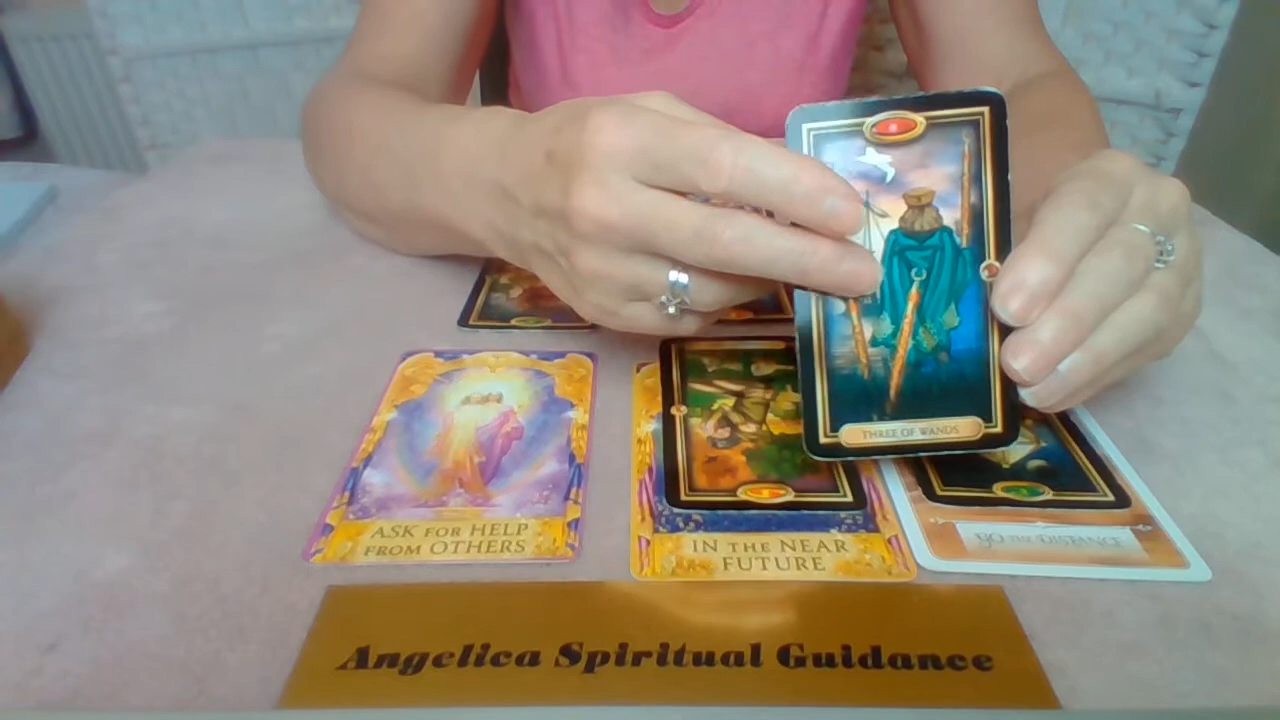 THREE OF WANDS
ASK FOR HELP
FROM OTHERS
IN THE NEAR
FUTURE
GO THE DISTANCE
Angelica Spiritual Guidance